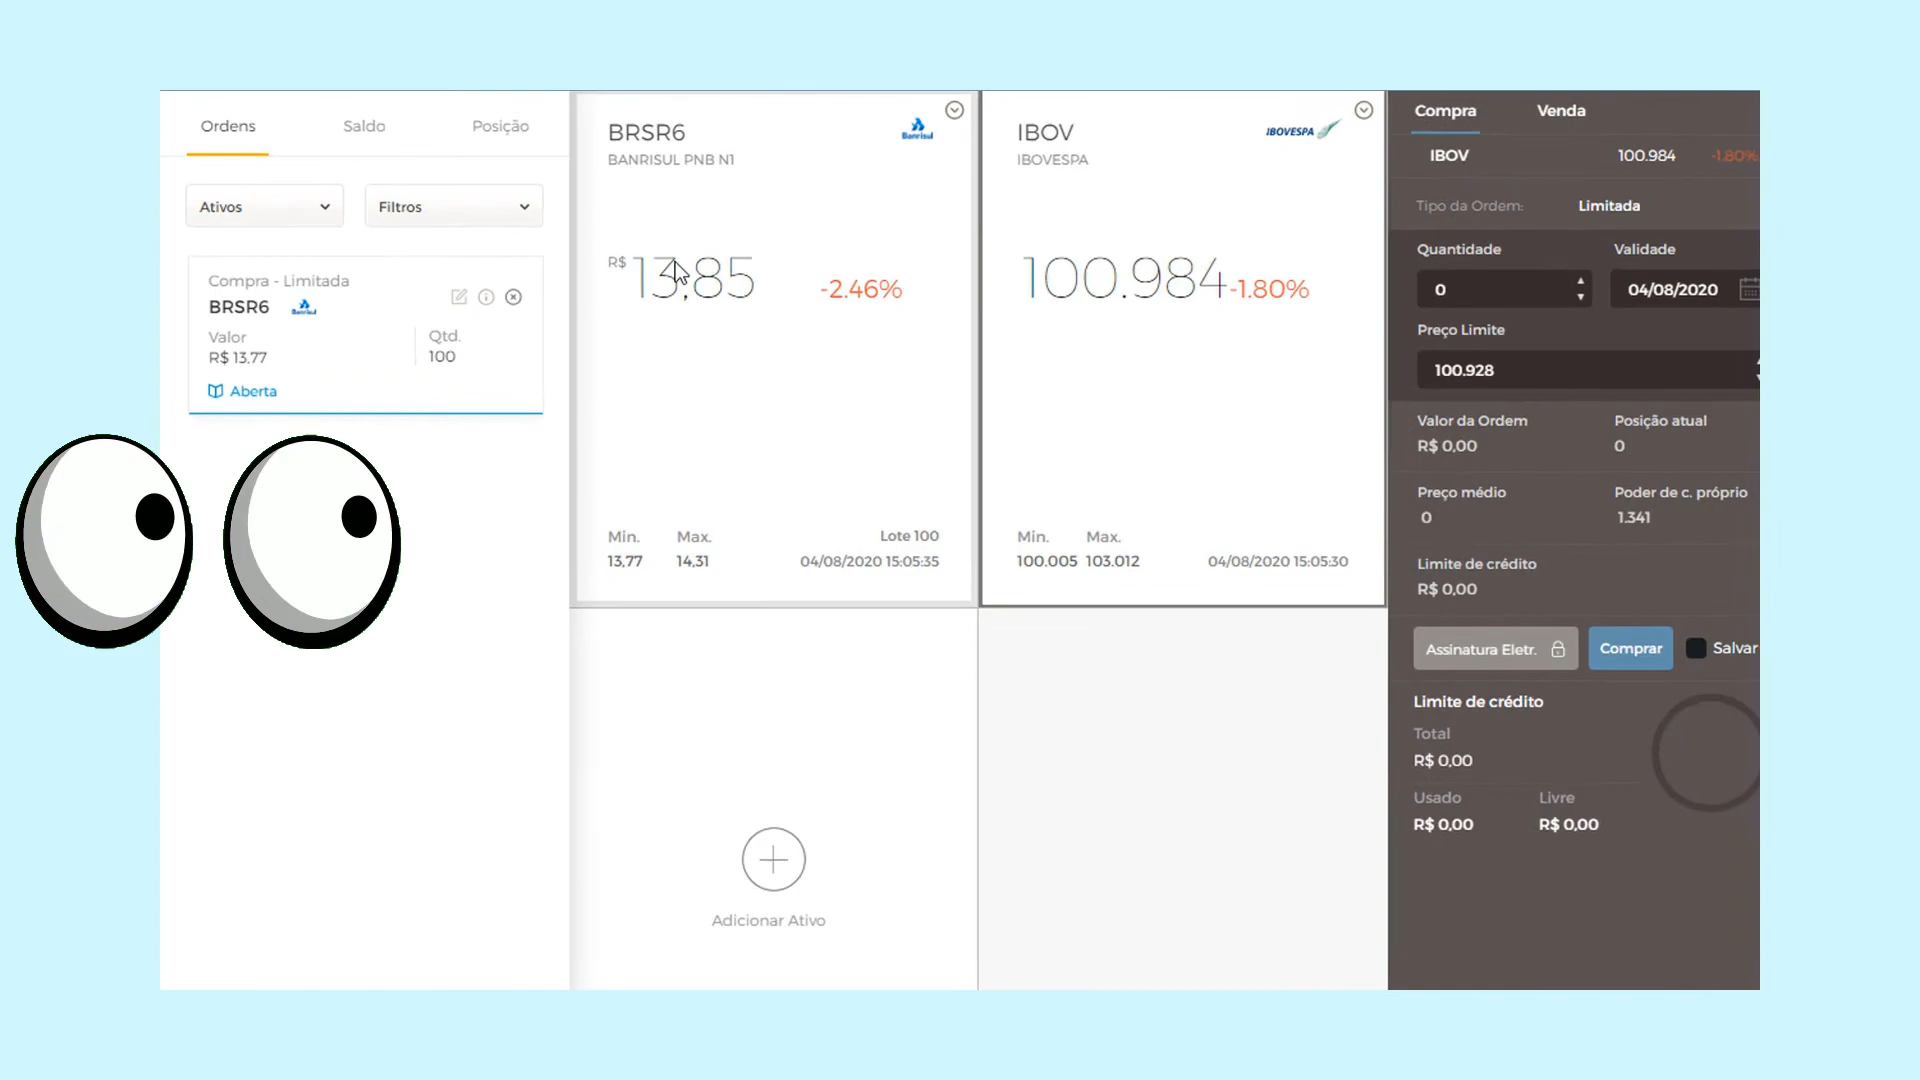 Ordens Saldo Posição
Ativos Filtros
Compra - Limitada
BRSR6 Banrisul
Valor Qtd.
R$ 13,77 100
Aberta
BRSR6 Banrisul
BANRISUL PNB N1
R$ 13,85 -2.46%
Min. Max. Lote 100
13,77 14,31 04/08/2020 15:05:35
Adicionar Ativo
IBOV IBOVESPA
IBOVESPA
100.984 -1.80%
Min. Max.
100.005 103.012 04/08/2020 15:05:30
Compra Venda
IBOV 100.984 -1.80%
Tipo da Ordem: Limitada
Quantidade Validade
0 04/08/2020
Preço Limite
100.928
Valor da Ordem Posição atual
R$ 0,00 0
Preço médio Poder de c. próprio
0 1.341
Limite de crédito
R$ 0,00
Assinatura Eletr. Comprar Salvar
Limite de crédito
Total
R$ 0,00
Usado Livre
R$ 0,00 R$ 0,00